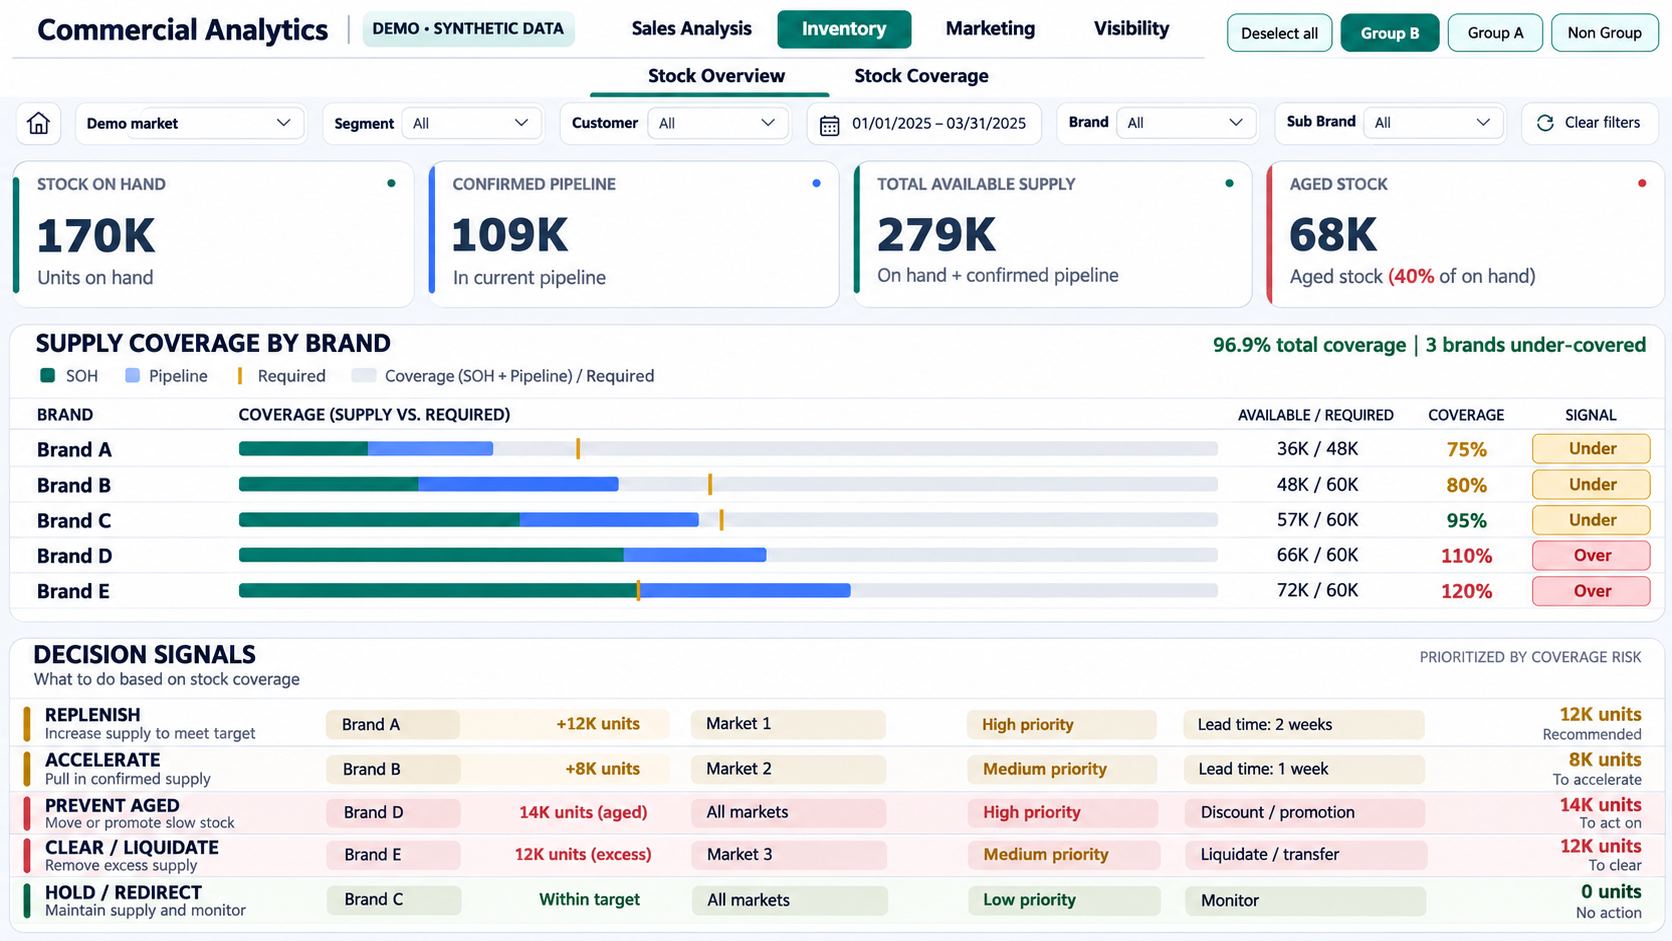 Commercial Analytics
DEMO • SYNTHETIC DATA
Sales Analysis
Inventory
Marketing
Visibility
Deselect all
Group B
Group A
Non Group
Stock Overview
Stock Coverage
Demo market
Segment
All
Customer
All
01/01/2025 – 03/31/2025
Brand
All
Sub Brand
All
Clear filters
STOCK ON HAND
170K
Units on hand
CONFIRMED PIPELINE
109K
In current pipeline
TOTAL AVAILABLE SUPPLY
279K
On hand + confirmed pipeline
AGED STOCK
68K
Aged stock (40% of on hand)
SUPPLY COVERAGE BY BRAND
96.9% total coverage | 3 brands under-covered
SOH
Pipeline
Required
Coverage (SOH + Pipeline) / Required
BRAND
COVERAGE (SUPPLY VS. REQUIRED)
AVAILABLE / REQUIRED
COVERAGE
SIGNAL
Brand A
36K / 48K
75%
Under
Brand B
48K / 60K
80%
Under
Brand C
57K / 60K
95%
Under
Brand D
66K / 60K
110%
Over
Brand E
72K / 60K
120%
Over
DECISION SIGNALS
What to do based on stock coverage
PRIORITIZED BY COVERAGE RISK
REPLENISH
Increase supply to meet target
Brand A
+12K units
Market 1
High priority
Lead time: 2 weeks
12K units
Recommended
ACCELERATE
Pull in confirmed supply
Brand B
+8K units
Market 2
Medium priority
Lead time: 1 week
8K units
To accelerate
PREVENT AGED
Move or promote slow stock
Brand D
14K units (aged)
All markets
High priority
Discount / promotion
14K units
To act on
CLEAR / LIQUIDATE
Remove excess supply
Brand E
12K units (excess)
Market 3
Medium priority
Liquidate / transfer
12K units
To clear
HOLD / REDIRECT
Maintain supply and monitor
Brand C
Within target
All markets
Low priority
Monitor
0 units
No action